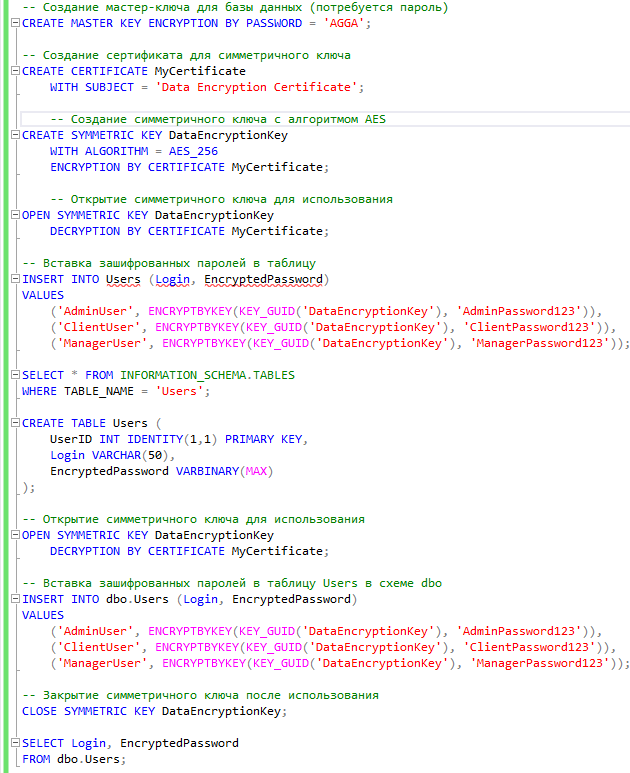 -- Создание мастер-ключа для базы данных (потребуется пароль)
CREATE MASTER KEY ENCRYPTION BY PASSWORD = 'AGGA';
-- Создание сертификата для симметричного ключа
CREATE CERTIFICATE MyCertificate
WITH SUBJECT = 'Data Encryption Certificate';
-- Создание симметричного ключа с алгоритмом AES
CREATE SYMMETRIC KEY DataEncryptionKey
WITH ALGORITHM = AES_256
ENCRYPTION BY CERTIFICATE MyCertificate;
-- Открытие симметричного ключа для использования
OPEN SYMMETRIC KEY DataEncryptionKey
DECRYPTION BY CERTIFICATE MyCertificate;
-- Вставка зашифрованных паролей в таблицу
INSERT INTO Users (Login, EncryptedPassword)
VALUES
('AdminUser', ENCRYPTBYKEY(KEY_GUID('DataEncryptionKey'), 'AdminPassword123')),
('ClientUser', ENCRYPTBYKEY(KEY_GUID('DataEncryptionKey'), 'ClientPassword123')),
('ManagerUser', ENCRYPTBYKEY(KEY_GUID('DataEncryptionKey'), 'ManagerPassword123'));
SELECT * FROM INFORMATION_SCHEMA.TABLES
WHERE TABLE_NAME = 'Users';
CREATE TABLE Users (
UserID INT IDENTITY(1,1) PRIMARY KEY,
Login VARCHAR(50),
EncryptedPassword VARBINARY(MAX)
);
-- Открытие симметричного ключа для использования
OPEN SYMMETRIC KEY DataEncryptionKey
DECRYPTION BY CERTIFICATE MyCertificate;
-- Вставка зашифрованных паролей в таблицу Users в схеме dbo
INSERT INTO dbo.Users (Login, EncryptedPassword)
VALUES
('AdminUser', ENCRYPTBYKEY(KEY_GUID('DataEncryptionKey'), 'AdminPassword123')),
('ClientUser', ENCRYPTBYKEY(KEY_GUID('DataEncryptionKey'), 'ClientPassword123')),
('ManagerUser', ENCRYPTBYKEY(KEY_GUID('DataEncryptionKey'), 'ManagerPassword123'));
-- Закрытие симметричного ключа после использования
CLOSE SYMMETRIC KEY DataEncryptionKey;
SELECT Login, EncryptedPassword
FROM dbo.Users;